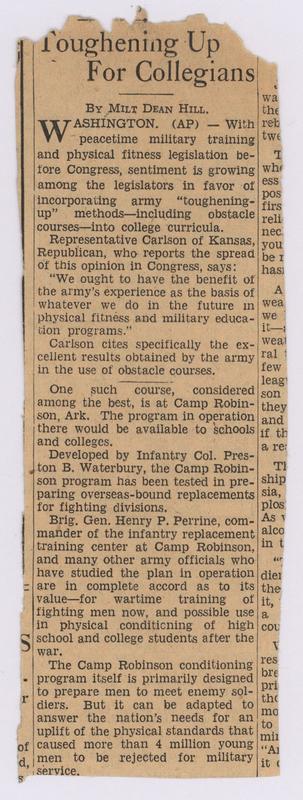 Toughening Up
For Collegians
By Milt Dean Hill.
WASHINGTON. (AP) — With
peacetime military training
and physical fitness legislation be-
fore Congress, sentiment is growing
among the legislators in favor of
incorporating army "toughening-
up" methods—including obstacle
courses—into college curricula.
Representative Carlson of Kansas,
Republican, who reports the spread
of this opinion in Congress, says:
"We ought to have the benefit of
the army's experience as the basis of
whatever we do in the future in
physical fitness and military educa-
tion programs."
Carlson cites specifically the ex-
cellent results obtained by the army
in the use of obstacle courses.
One such course, considered
among the best, is at Camp Robin-
son, Ark. The program in operation
there would be available to schools
and colleges.
Developed by Infantry Col. Pres-
ton B. Waterbury, the Camp Robin-
son program has been tested in pre-
paring overseas-bound replacements
for fighting divisions.
Brig. Gen. Henry P. Perrine, com-
mander of the infantry replacement
training center at Camp Robinson,
and many other army officials who
have studied the plan in operation
are in complete accord as to its
value—for wartime training of
fighting men now, and possible use
in physical conditioning of high
school and college students after the
war.
The Camp Robinson conditioning
program itself is primarily designed
to prepare men to meet enemy sol-
diers. But it can be adapted to
answer the nation's needs for an
uplift of the physical standards that
caused more than 4 million young
men to be rejected for military
service.